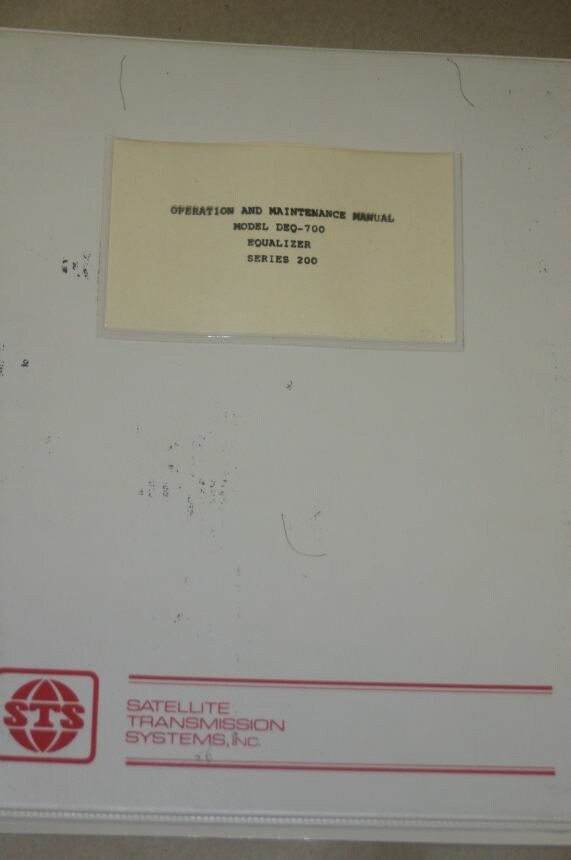 OPERATION AND MAINTENANCE MANUAL
MODEL DEQ-700
EQUALIZER
SERIES 200
STS
SATELLITE
TRANSMISSION
SYSTEMS, INC.